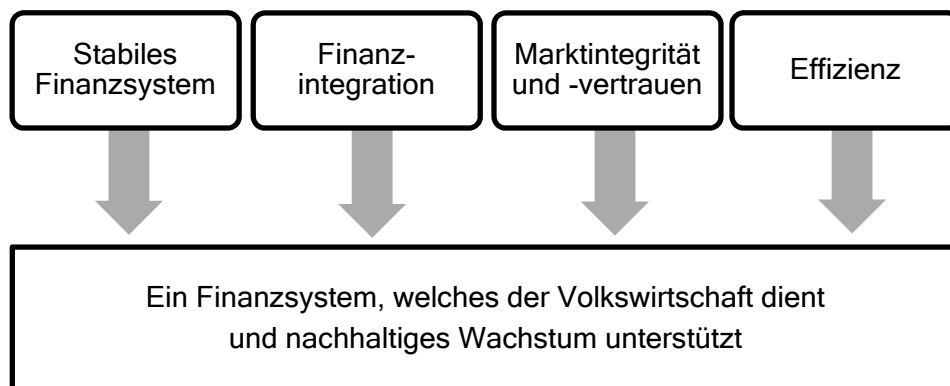 Stabiles
Finanzsystem
Finanz-
integration
Marktintegrität
und -vertrauen
Effizienz
Ein Finanzsystem, welches der Volkswirtschaft dient
und nachhaltiges Wachstum unterstützt